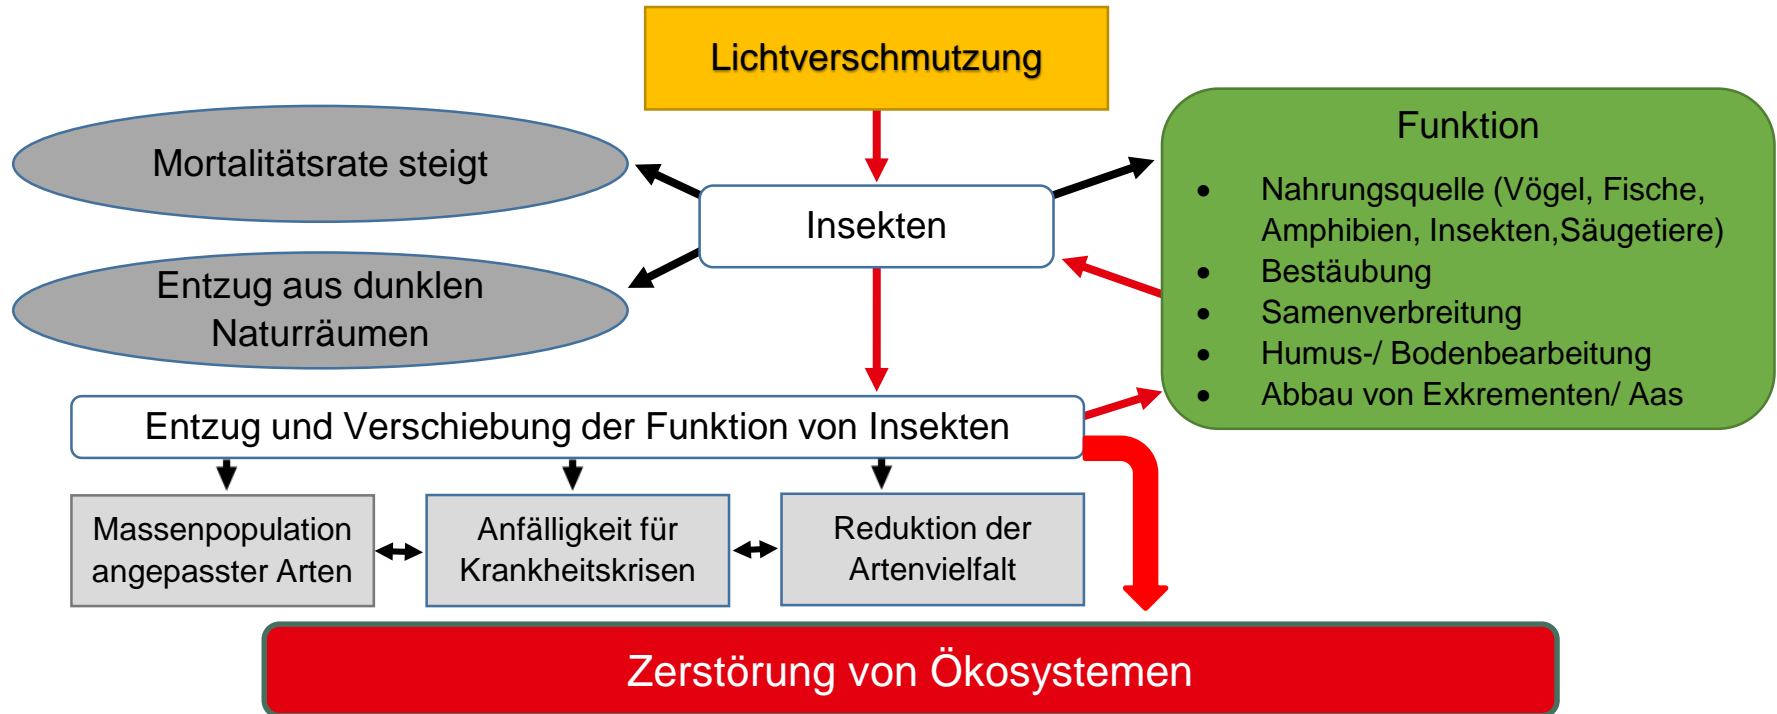 Lichtverschmutzung
Mortalitätsrate steigt
Insekten
Entzug aus dunklen
Naturräumen
Funktion
• Nahrungsquelle (Vögel, Fische,
Amphibien, Insekten,Säugetiere)
• Bestäubung
• Samenverbreitung
• Humus-/ Bodenbearbeitung
• Abbau von Exkrementen/ Aas
Entzug und Verschiebung der Funktion von Insekten
Massenpopulation
angepasster Arten
Anfälligkeit für
Krankheitskrisen
Reduktion der
Artenvielfalt
Zerstörung von Ökosystemen